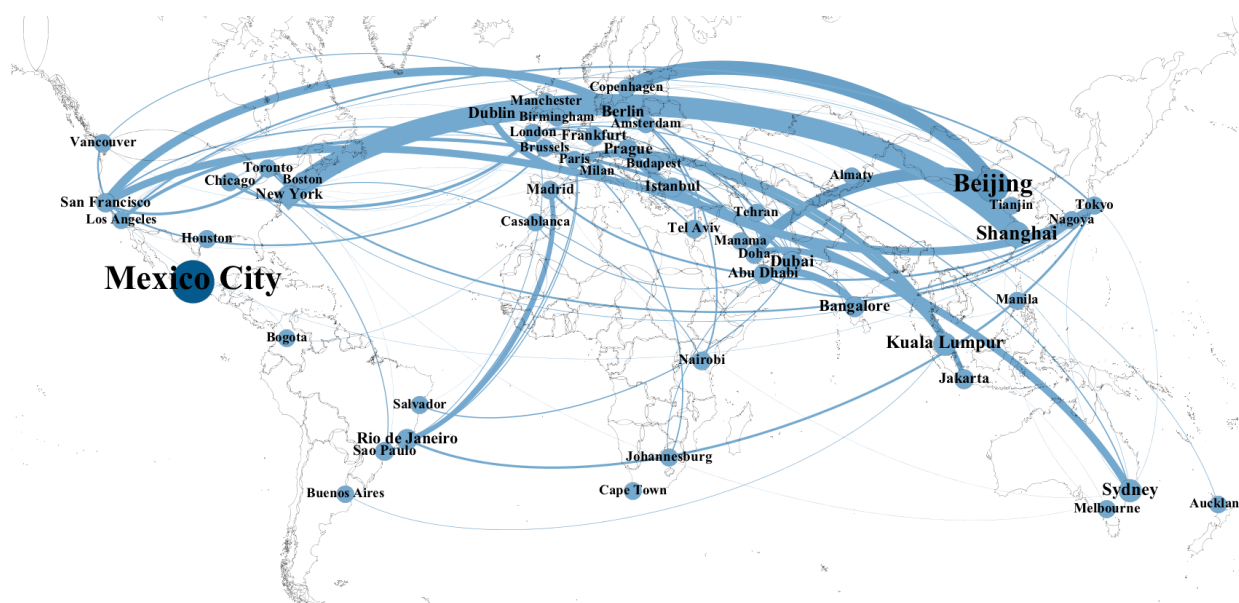 Copenhagen
Manchester
Dublin
Birmingham
Berlin
Amsterdam
London
Frankfurt
Vancouver
Brussels
Prague
Paris
Budapest
Milan
Toronto
Chicago
Boston
New York
Madrid
Istanbul
Almaty
Beijing
San Francisco
Los Angeles
Casablanca
Tehran
Tianjin
Tokyo
Nagoya
Tel Aviv
Shanghai
Houston
Manama
Doha
Dubai
Abu Dhabi
Mexico City
Bangalore
Manila
Bogota
Kuala Lumpur
Nairobi
Jakarta
Salvador
Rio de Janeiro
Sao Paulo
Johannesburg
Buenos Aires
Cape Town
Sydney
Melbourne
Aucklan